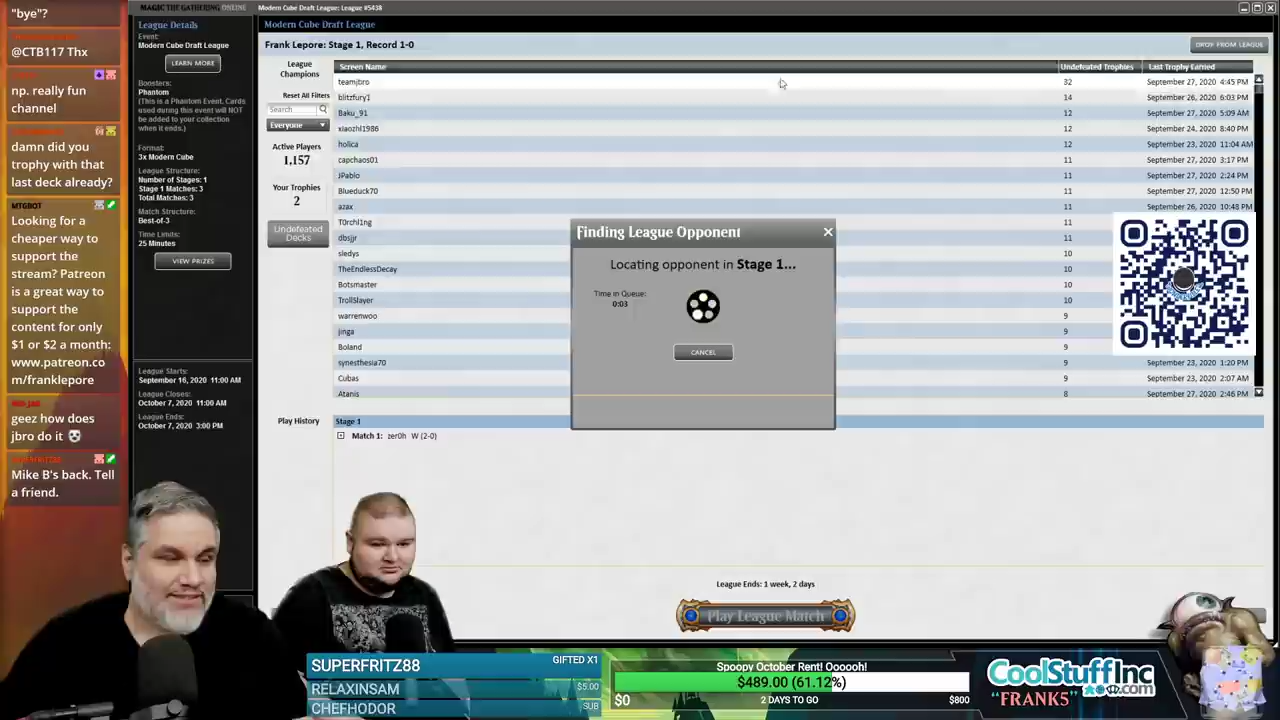 "bye"?
@CTB117 Thx
np. really fun
channel
damn did you
trophy with that
last deck already?
MTGBOT
Looking for a
cheaper way to
support the
stream? Patreon
is a great way to
support the
content for only
$1 or $2 a month:
www.patreon.co
m/franklepore
geez how does
jbro do it
Mike B's back. Tell
a friend.
MAGIC THE GATHERING ONLINE
Modern Cube Draft League: League #5438
League Details
Event:
Modern Cube Draft League
LEARN MORE
Boosters:
Phantom
(This is a Phantom Event. Cards
used during this event will NOT
be added to your collection
when it ends.)
Format:
3x Modern Cube
League Structure:
Number of Stages: 1
Stage 1 Matches: 3
Total Matches: 3
Match Structure:
Best-of-3
Time Limits:
25 Minutes
VIEW PRIZES
League Starts:
September 16, 2020 11:00 AM
League Closes:
October 7, 2020 11:00 AM
League Ends:
October 7, 2020 3:00 PM
Modern Cube Draft League
Frank Lepore: Stage 1, Record 1-0
DROP FROM LEAGUE
League
Champions
Reset All Filters
Search
Everyone
Active Players
1,157
Your Trophies
2
Undefeated
Decks
Screen Name Undefeated Trophies Last Trophy Earned
teamjbro 32 September 27, 2020 4:45 PM
blitzfury1 14 September 26, 2020 6:03 PM
Baku_91 12 September 27, 2020 5:09 AM
xiaozhl1986 12 September 24, 2020 8:40 PM
holica 12 September 23, 2020 11:04 AM
capchaos01 11 September 27, 2020 3:17 PM
JPablo 11 September 27, 2020 2:24 PM
Blueduck70 11 September 27, 2020 12:50 PM
azax 11 September 26, 2020 10:48 PM
T0rchl1ng 11
dbsjjr 11
sledys 11
TheEndlessDecay 10
Botsmaster 10
TrollSlayer 10
warrenwoo 9
jinga 9
Boland 9
synesthesia70 9 September 23, 2020 1:20 PM
Cubas 9 September 23, 2020 2:07 AM
Atanis 8 September 27, 2020 2:46 PM
Finding League Opponent
Locating opponent in Stage 1...
Time in Queue:
0:03
CANCEL
Play History
Stage 1
Match 1: zer0h W (2-0)
League Ends: 1 week, 2 days
Play League Match
SUPERFRITZ88 GIFTED X1
RELAXINSAM $5.00
CHEFHODOR SUB
Spoopy October Rent! Oooooh!
$489.00 (61.12%)
$0 2 DAYS TO GO $800
CoolStuffInc
.com
"FRANK5"